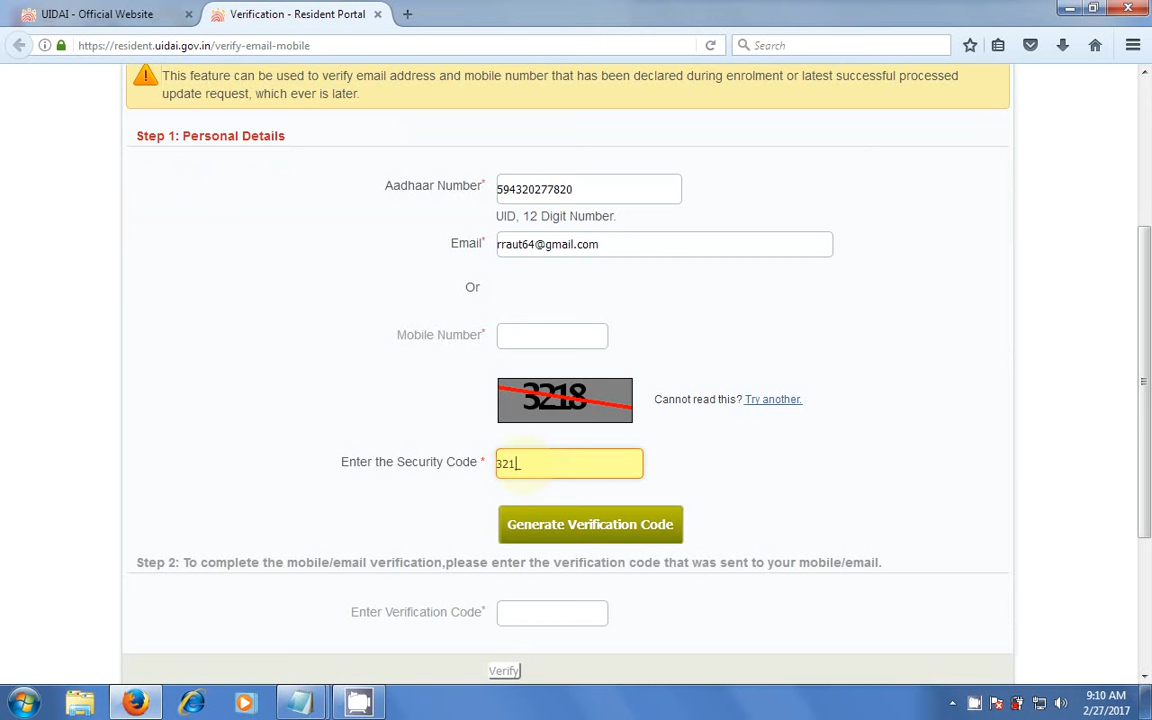 UIDAI - Official Website
Verification - Resident Portal
https://resident.uidai.gov.in/verify-email-mobile
Search
This feature can be used to verify email address and mobile number that has been declared during enrolment or latest successful processed
update request, which ever is later.
Step 1: Personal Details
Aadhaar Number* 594320277820
UID, 12 Digit Number.
Email* rraut64@gmail.com
Or
Mobile Number*
3218
Cannot read this? Try another.
Enter the Security Code * 321
Generate Verification Code
Step 2: To complete the mobile/email verification,please enter the verification code that was sent to your mobile/email.
Enter Verification Code*
Verify
9:10 AM
2/27/2017